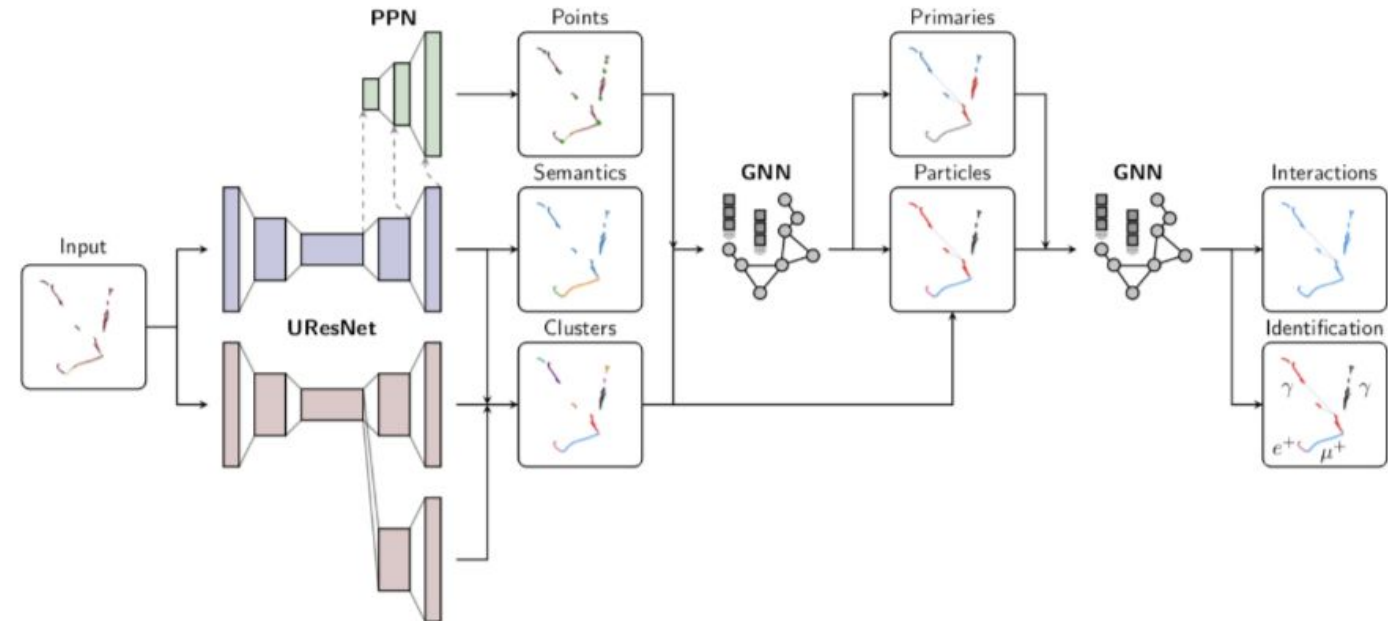 PPN
Points
Primaries
Semantics
GNN
Particles
GNN
Interactions
Input
UResNet
Clusters
Identification
γ
γ
e⁺
μ⁺